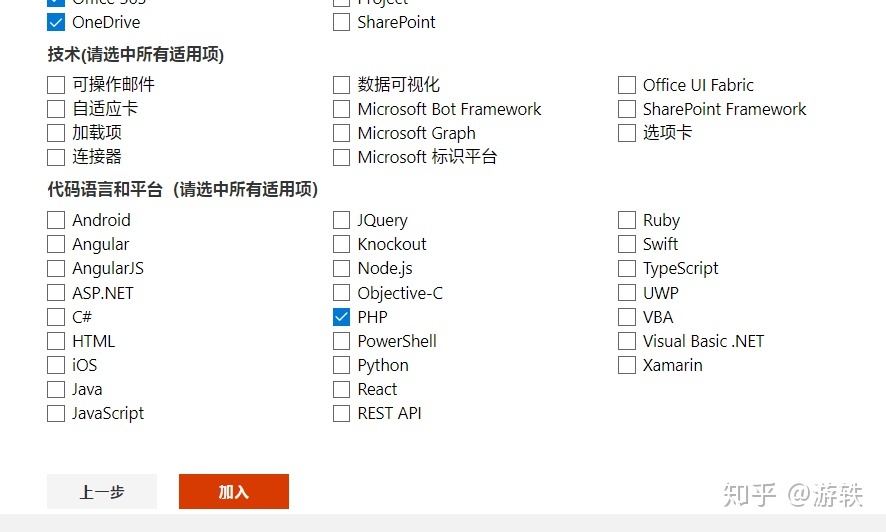 Office 365 Project
OneDrive SharePoint
技术(请选中所有适用项)
可操作邮件 数据可视化 Office UI Fabric
自适应卡 Microsoft Bot Framework SharePoint Framework
加载项 Microsoft Graph 选项卡
连接器 Microsoft 标识平台
代码语言和平台（请选中所有适用项）
Android JQuery Ruby
Angular Knockout Swift
AngularJS Node.js TypeScript
ASP.NET Objective-C UWP
C# PHP VBA
HTML PowerShell Visual Basic .NET
iOS Python Xamarin
Java React
JavaScript REST API
上一步 加入
知乎 @游轶